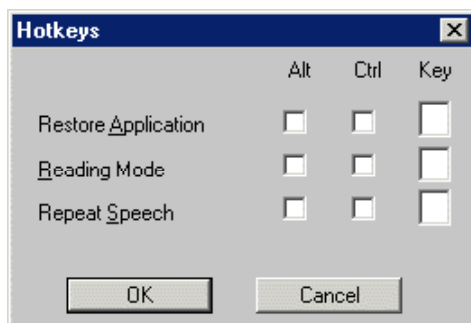 Hotkeys
Alt Ctrl Key
Restore Application
Reading Mode
Repeat Speech
OK Cancel